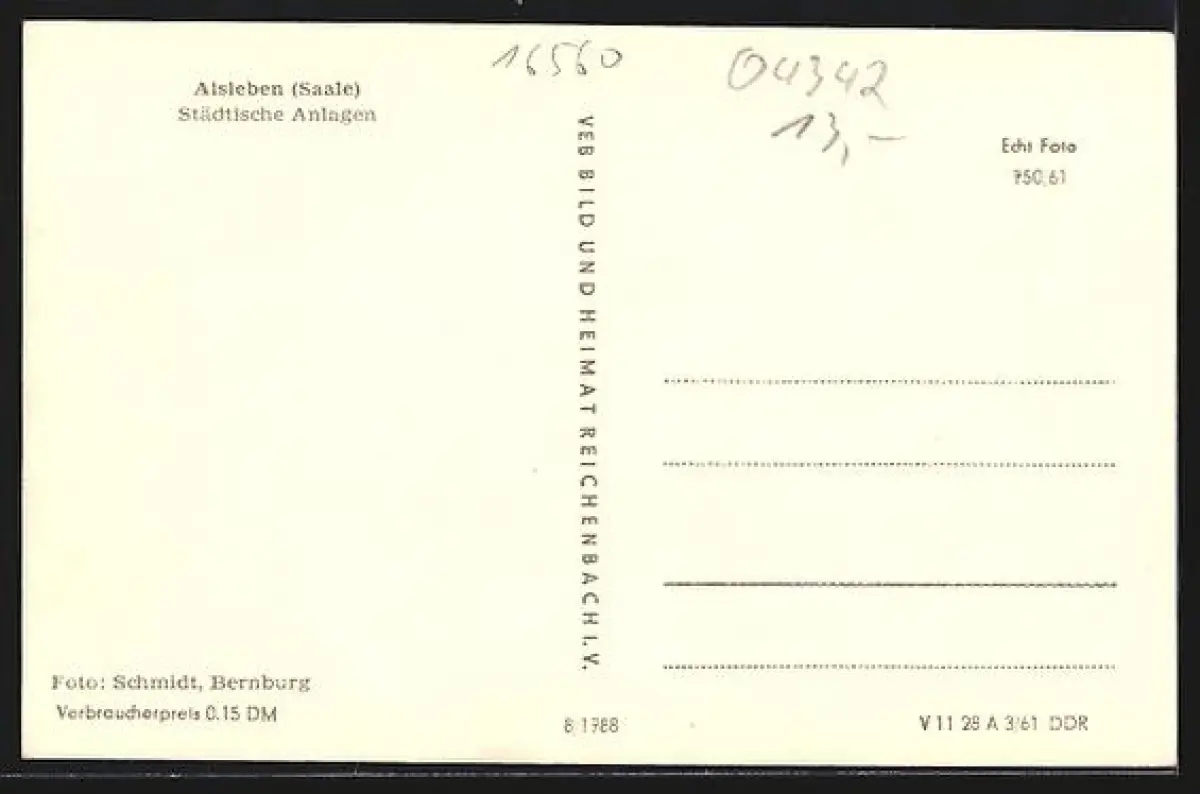 Alsleben (Saale)
Städtische Anlagen
16560
04342
13,-
Echt Foto
750/61
VEB BILD UND HEIMAT REICHENBACH I. V.
Foto: Schmidt, Bernburg
Verbraucherpreis 0.15 DM
8/1988
V 11 28 A 3/61 DDR